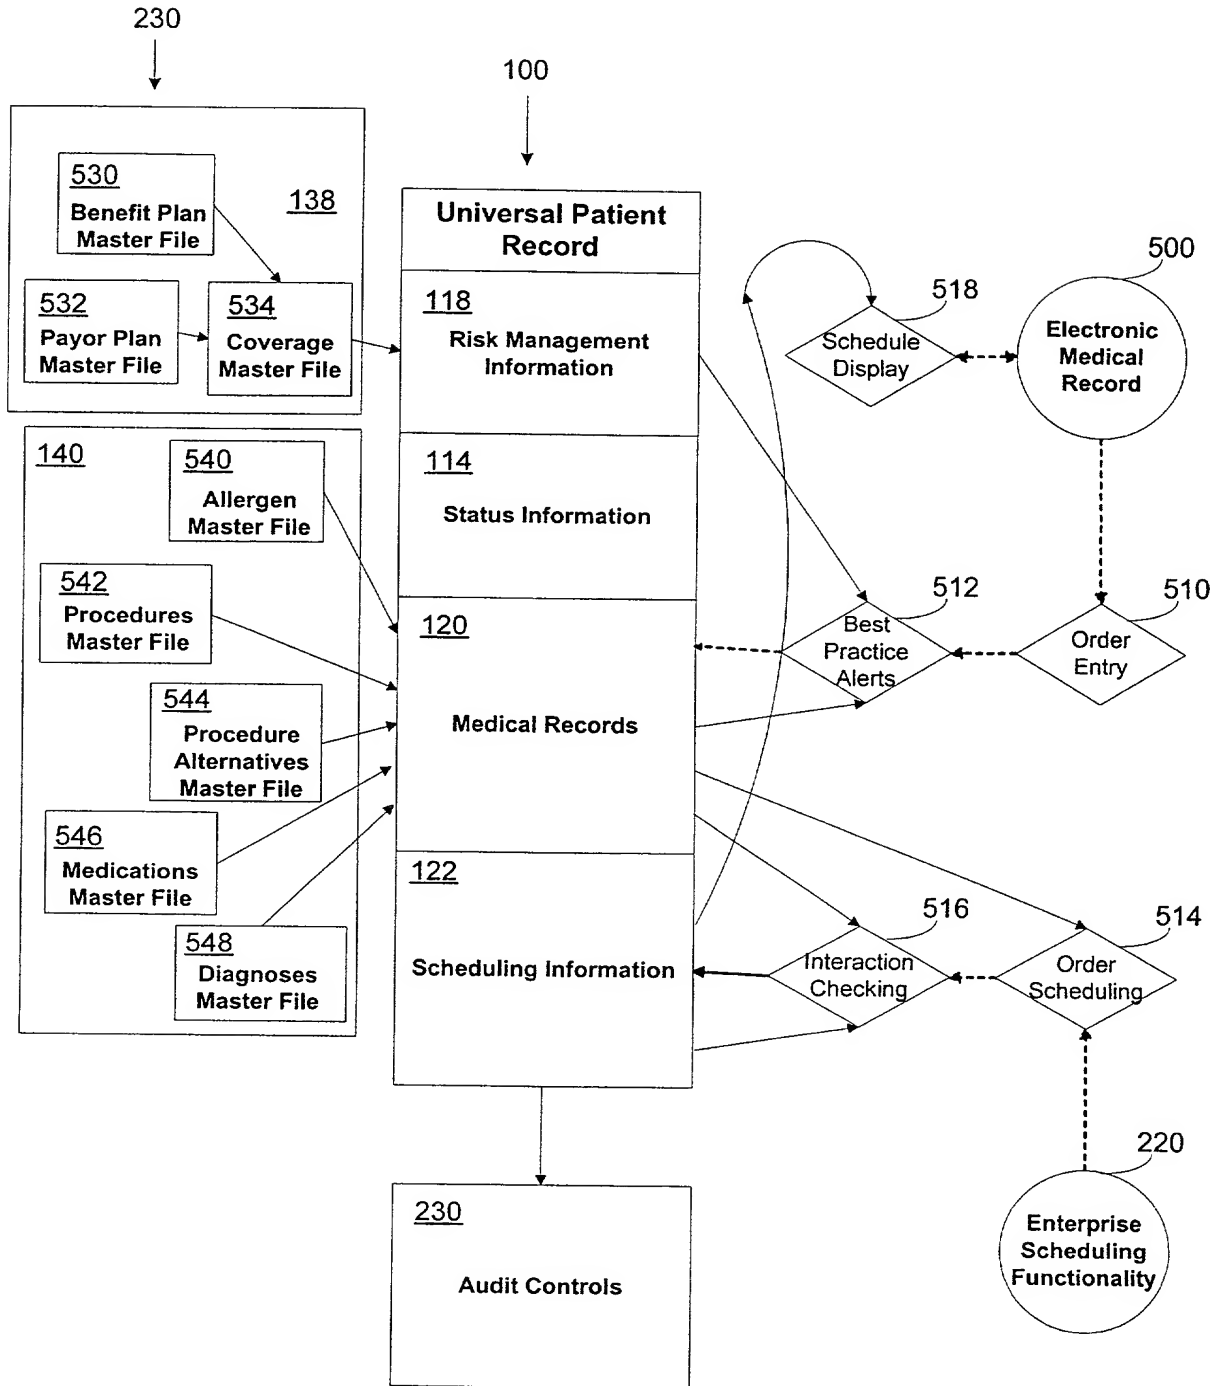 230
100
530
Benefit Plan
Master File
138
532
Payor Plan
Master File
534
Coverage
Master File
Universal Patient
Record
118
Risk Management
Information
114
Status Information
120
Medical Records
122
Scheduling Information
140
540
Allergen
Master File
542
Procedures
Master File
544
Procedure
Alternatives
Master File
546
Medications
Master File
548
Diagnoses
Master File
518
Schedule
Display
500
Electronic
Medical
Record
512
Best
Practice
Alerts
510
Order
Entry
516
Interaction
Checking
514
Order
Scheduling
220
Enterprise
Scheduling
Functionality
230
Audit Controls